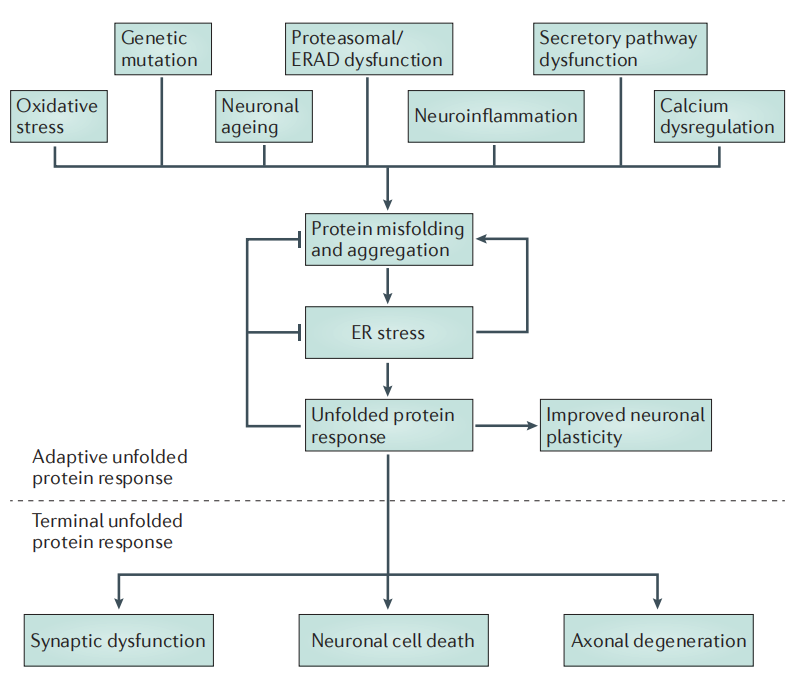 Genetic
mutation
Proteasomal/
ERAD dysfunction
Secretory pathway
dysfunction
Oxidative
stress
Neuronal
ageing
Neuroinflammation
Calcium
dysregulation
Protein misfolding
and aggregation
ER stress
Unfolded protein
response
Improved neuronal
plasticity
Adaptive unfolded
protein response
Terminal unfolded
protein response
Synaptic dysfunction
Neuronal cell death
Axonal degeneration